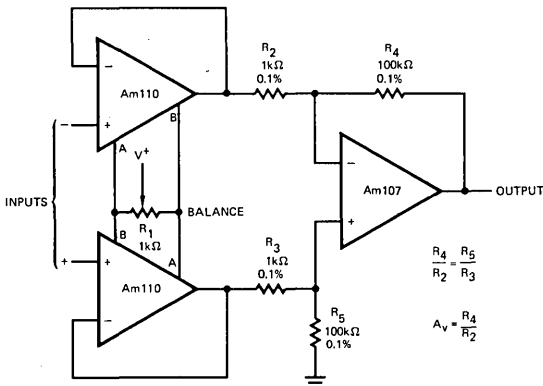 R2
1kΩ
0.1%
R4
100kΩ
0.1%
−
Am110
B
+
A
−
V+
INPUTS
R1
1kΩ
BALANCE
−
Am107
+
OUTPUT
B
A
+
Am110
−
R3
1kΩ
0.1%
R5
100kΩ
0.1%
R4/R2 = R5/R3
Av = R4/R2